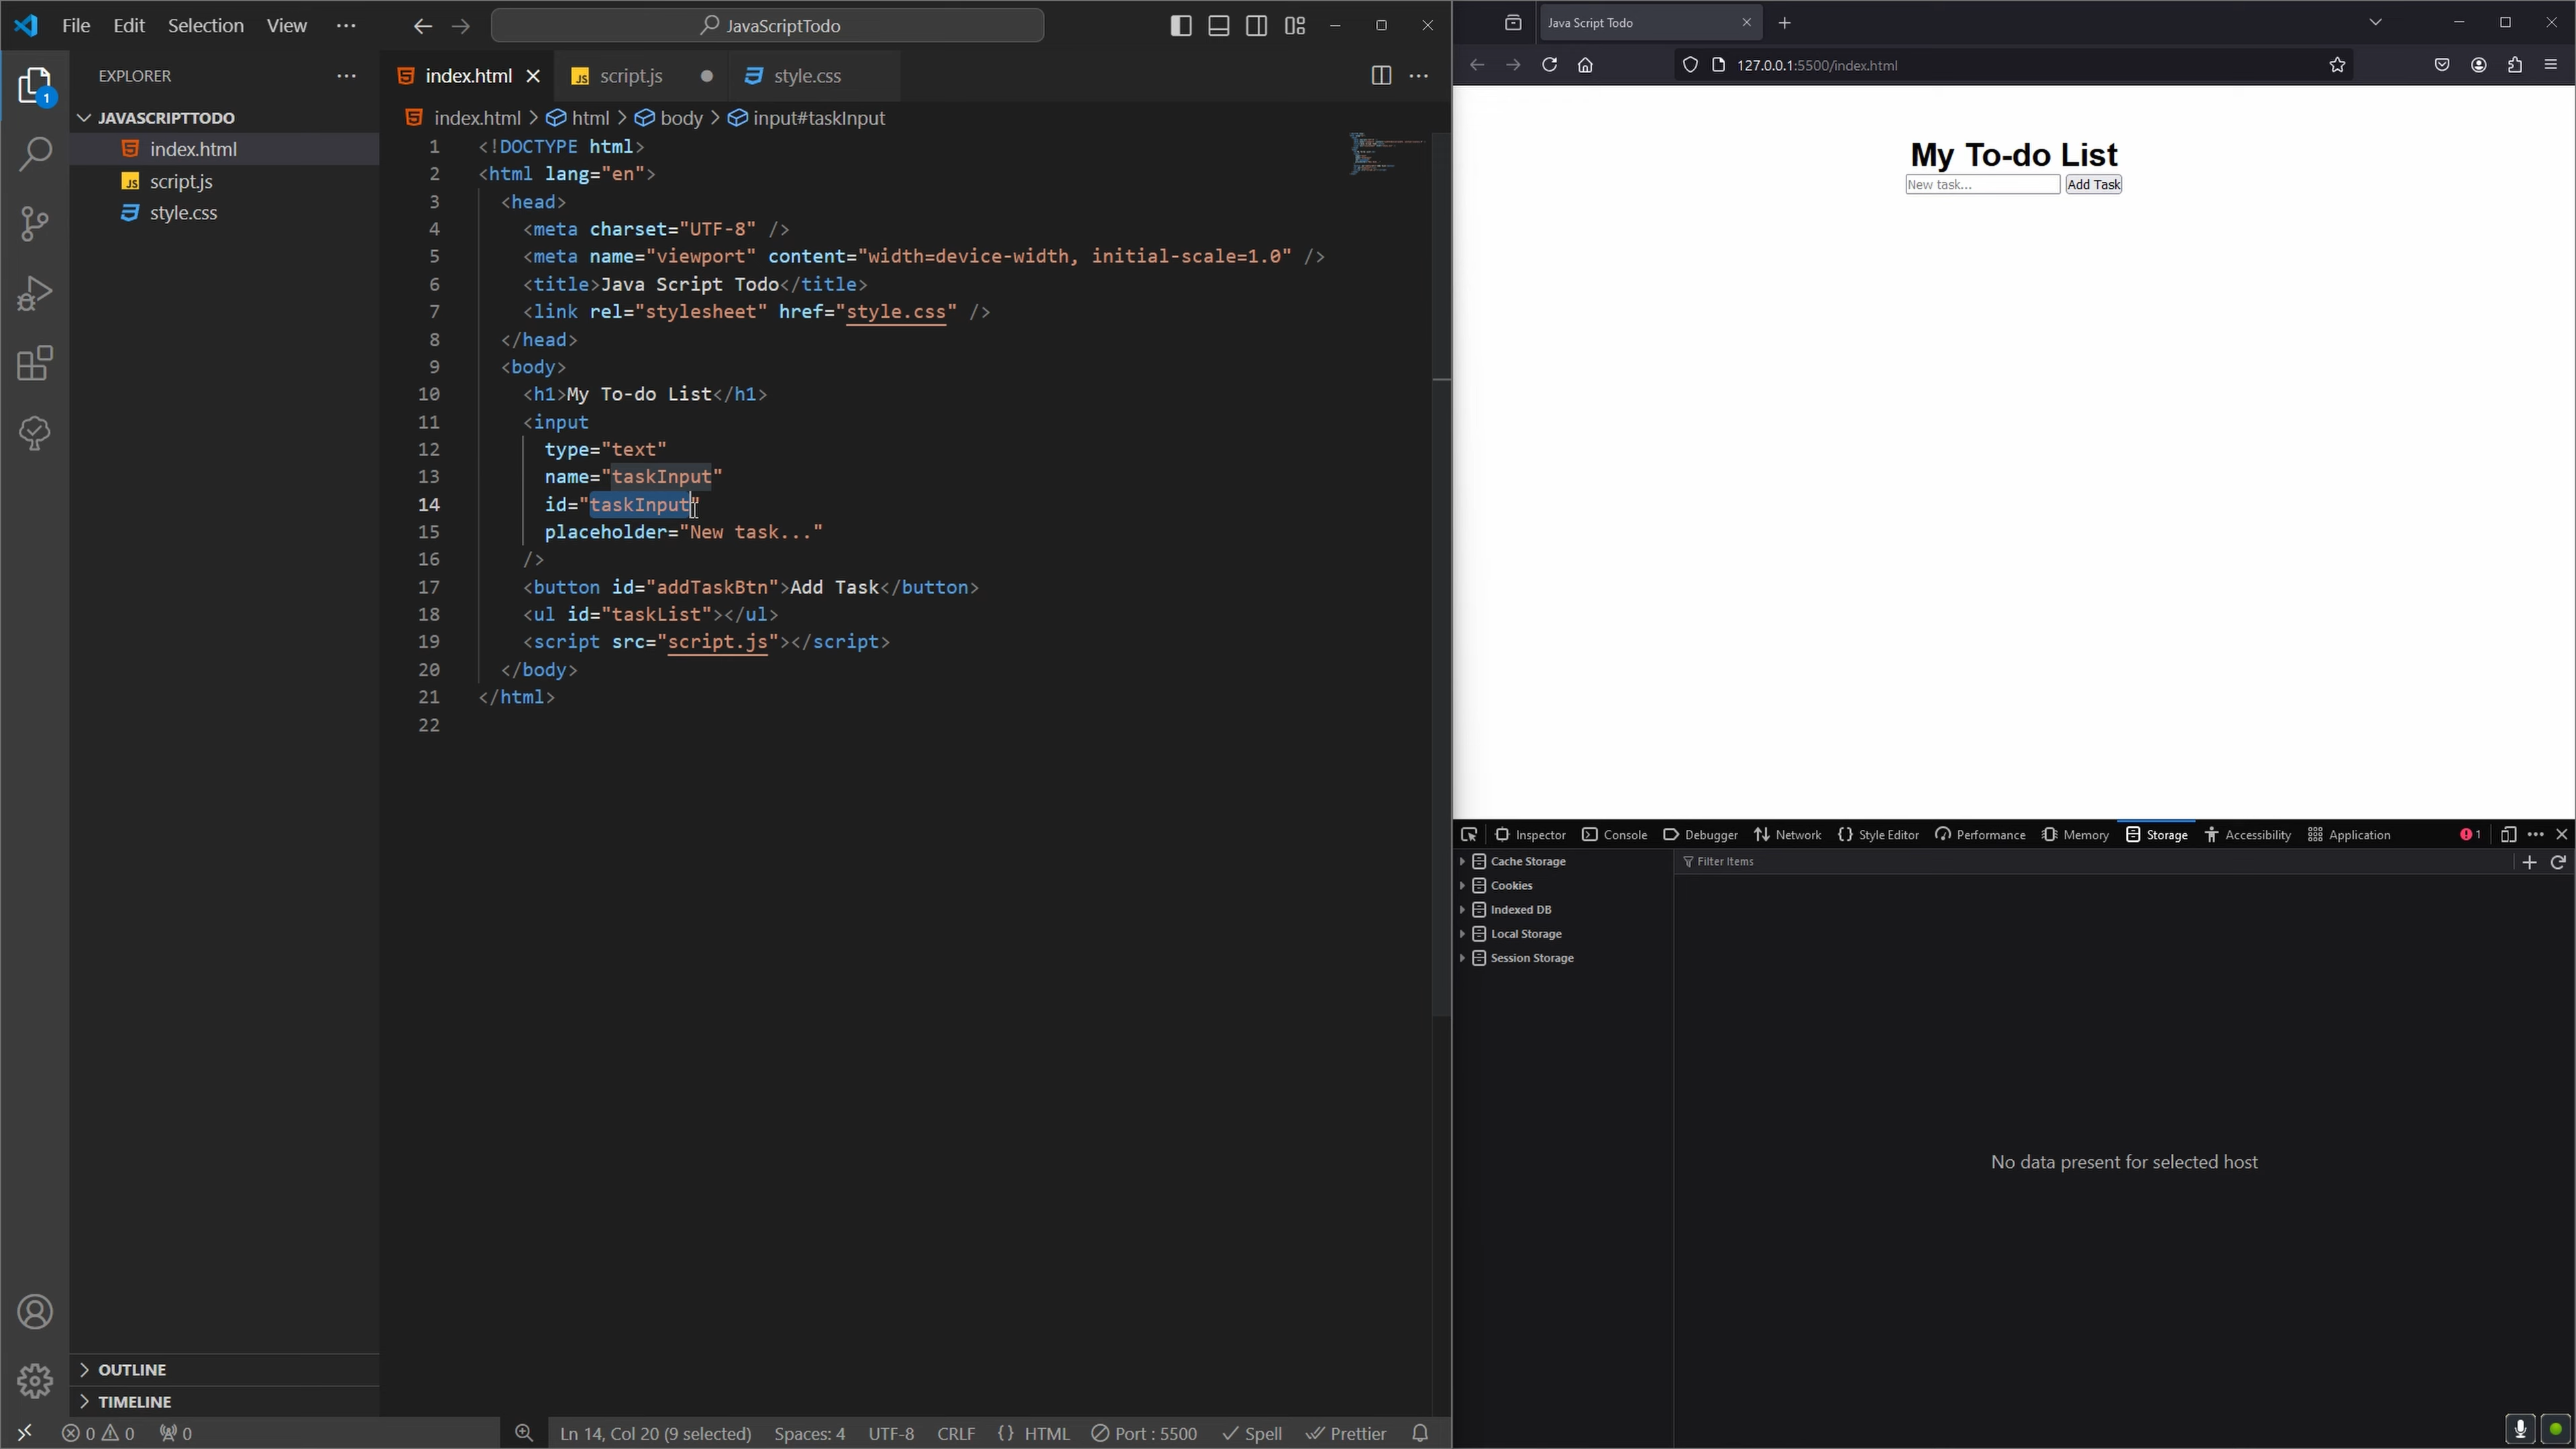 File Edit Selection View ...
JavaScriptTodo
EXPLORER
1
JAVASCRIPTTODO
index.html
script.js
style.css
OUTLINE
TIMELINE
index.html
JS script.js
style.css
index.html > html > body > input#taskInput
1 <!DOCTYPE html>
2 <html lang="en">
3 <head>
4 <meta charset="UTF-8" />
5 <meta name="viewport" content="width=device-width, initial-scale=1.0" />
6 <title>Java Script Todo</title>
7 <link rel="stylesheet" href="style.css" />
8 </head>
9 <body>
10 <h1>My To-do List</h1>
11 <input
12 type="text"
13 name="taskInput"
14 id="taskInput"
15 placeholder="New task..."
16 />
17 <button id="addTaskBtn">Add Task</button>
18 <ul id="taskList"></ul>
19 <script src="script.js"></script>
20 </body>
21 </html>
22
0 0 0
Ln 14, Col 20 (9 selected) Spaces: 4 UTF-8 CRLF {} HTML Port : 5500 Spell Prettier
Java Script Todo
127.0.0.1:5500/index.html
My To-do List
New task... Add Task
Inspector Console Debugger Network {} Style Editor Performance Memory Storage Accessibility Application 1
Cache Storage
Cookies
Indexed DB
Local Storage
Session Storage
Filter Items
No data present for selected host